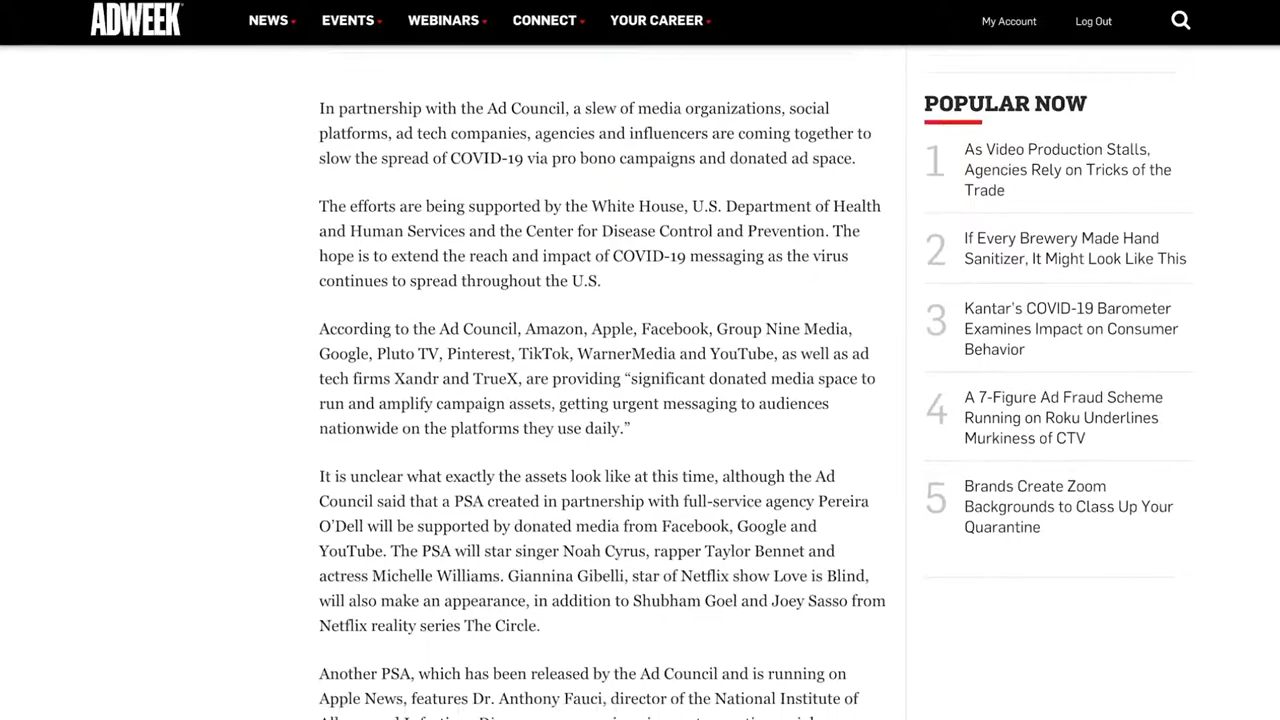 ADWEEK
NEWS
EVENTS
WEBINARS
CONNECT
YOUR CAREER
My Account
Log Out
In partnership with the Ad Council, a slew of media organizations, social
platforms, ad tech companies, agencies and influencers are coming together to
slow the spread of COVID-19 via pro bono campaigns and donated ad space.
The efforts are being supported by the White House, U.S. Department of Health
and Human Services and the Center for Disease Control and Prevention. The
hope is to extend the reach and impact of COVID-19 messaging as the virus
continues to spread throughout the U.S.
According to the Ad Council, Amazon, Apple, Facebook, Group Nine Media,
Google, Pluto TV, Pinterest, TikTok, WarnerMedia and YouTube, as well as ad
tech firms Xandr and TrueX, are providing “significant donated media space to
run and amplify campaign assets, getting urgent messaging to audiences
nationwide on the platforms they use daily.”
It is unclear what exactly the assets look like at this time, although the Ad
Council said that a PSA created in partnership with full-service agency Pereira
O’Dell will be supported by donated media from Facebook, Google and
YouTube. The PSA will star singer Noah Cyrus, rapper Taylor Bennet and
actress Michelle Williams. Giannina Gibelli, star of Netflix show Love is Blind,
will also make an appearance, in addition to Shubham Goel and Joey Sasso from
Netflix reality series The Circle.
Another PSA, which has been released by the Ad Council and is running on
Apple News, features Dr. Anthony Fauci, director of the National Institute of
POPULAR NOW
1
As Video Production Stalls,
Agencies Rely on Tricks of the
Trade
2
If Every Brewery Made Hand
Sanitizer, It Might Look Like This
3
Kantar's COVID-19 Barometer
Examines Impact on Consumer
Behavior
4
A 7-Figure Ad Fraud Scheme
Running on Roku Underlines
Murkiness of CTV
5
Brands Create Zoom
Backgrounds to Class Up Your
Quarantine